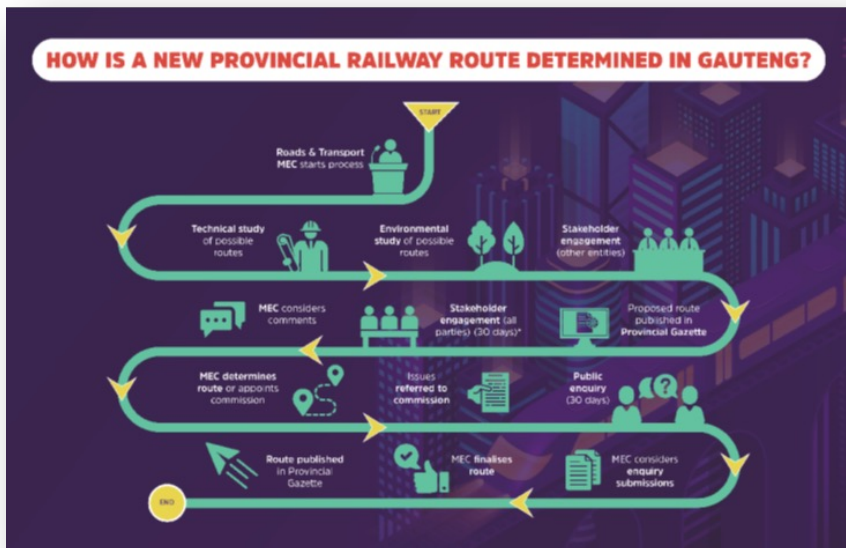 HOW IS A NEW PROVINCIAL RAILWAY ROUTE DETERMINED IN GAUTENG?
START
Roads & Transport
MEC starts process
Technical study
of possible
routes
Environmental
study of possible
routes
Stakeholder
engagement
(other entities)
Proposed route
published in
Provincial Gazette
Stakeholder
engagement (all
parties) (30 days)*
MEC considers
comments
MEC determines
route or appoints
commission
Issues
referred to
commission
Public
enquiry
(30 days)
MEC considers
enquiry
submissions
MEC finalises
route
Route published
in Provincial
Gazette
END